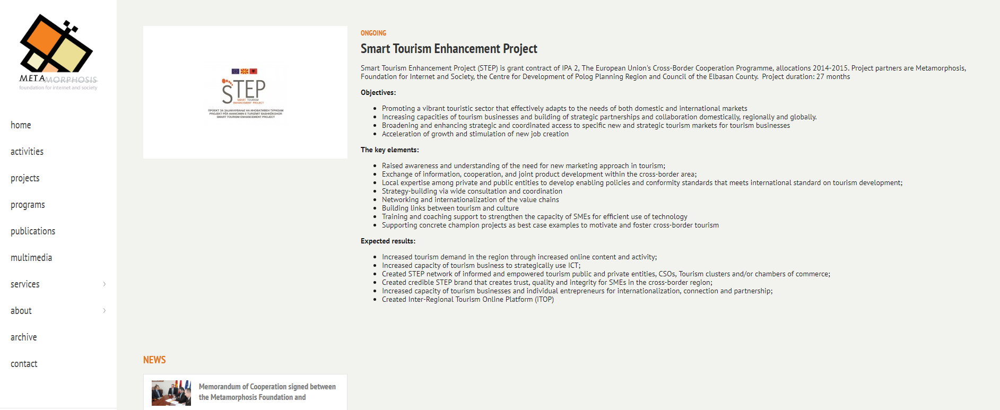 METAMORPHOSIS
foundation for internet and society
home
activities
projects
programs
publications
multimedia
services
about
archive
contact
STEP
SMART TOURISM
ENHANCEMENT PROJECT
ПРОЕКТ ЗА ЗАЈАКНУВАЊЕ НА ИНОВАТИВЕН ТУРИЗАМ
PROJEKT PËR AVANCIMIN E TURIZMIT BASHKËKOHOR
SMART TOURISM ENHANCEMENT PROJECT
ONGOING
Smart Tourism Enhancement Project
Smart Tourism Enhancement Project (STEP) is grant contract of IPA 2, The European Union's Cross-Border Cooperation Programme, allocations 2014-2015. Project partners are Metamorphosis,
Foundation for Internet and Society, the Centre for Development of Polog Planning Region and Council of the Elbasan County. Project duration: 27 months
Objectives:
• Promoting a vibrant touristic sector that effectively adapts to the needs of both domestic and international markets
• Increasing capacities of tourism businesses and building of strategic partnerships and collaboration domestically, regionally and globally.
• Broadening and enhancing strategic and coordinated access to specific new and strategic tourism markets for tourism businesses
• Acceleration of growth and stimulation of new job creation
The key elements:
• Raised awareness and understanding of the need for new marketing approach in tourism;
• Exchange of information, cooperation, and joint product development within the cross-border area;
• Local expertise among private and public entities to develop enabling policies and conformity standards that meets international standard on tourism development;
• Strategy-building via wide consultation and coordination
• Networking and internationalization of the value chains
• Building links between tourism and culture
• Training and coaching support to strengthen the capacity of SMEs for efficient use of technology
• Supporting concrete champion projects as best case examples to motivate and foster cross-border tourism
Expected results:
• Increased tourism demand in the region through increased online content and activity;
• Increased capacity of tourism business to strategically use ICT;
• Created STEP network of informed and empowered tourism public and private entities, CSOs, Tourism clusters and/or chambers of commerce;
• Created credible STEP brand that creates trust, quality and integrity for SMEs in the cross-border region;
• Increased capacity of tourism businesses and individual entrepreneurs for internationalization, connection and partnership;
• Created Inter-Regional Tourism Online Platform (iTOP)
NEWS
Memorandum of Cooperation signed between
the Metamorphosis Foundation and